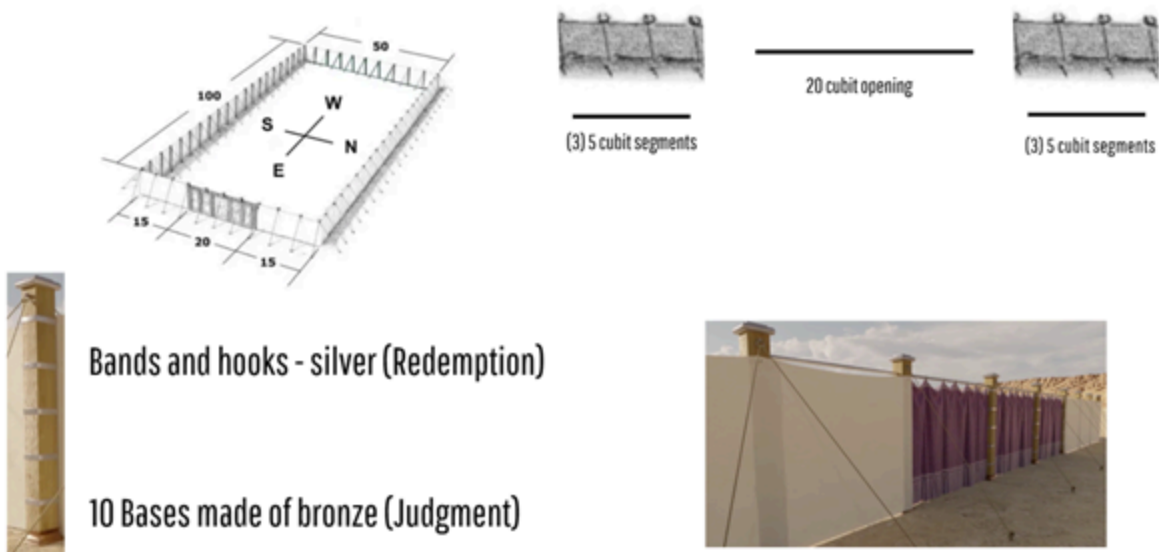 50
100
W
S
N
E
15
20
15
20 cubit opening
(3) 5 cubit segments
(3) 5 cubit segments
Bands and hooks - silver (Redemption)
10 Bases made of bronze (Judgment)